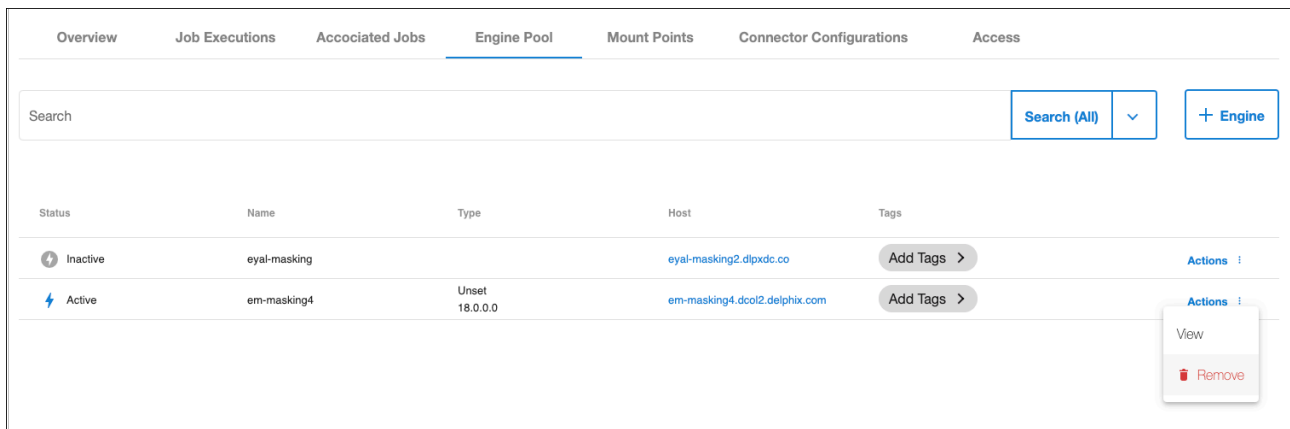 Overview Job Executions Accociated Jobs Engine Pool Mount Points Connector Configurations Access
Search Search (All) + Engine
Status Name Type Host Tags
Inactive eyal-masking eyal-masking2.dlpxdc.co Add Tags > Actions
Active em-masking4 Unset em-masking4.dcol2.delphix.com Add Tags > Actions
18.0.0.0
View
Remove